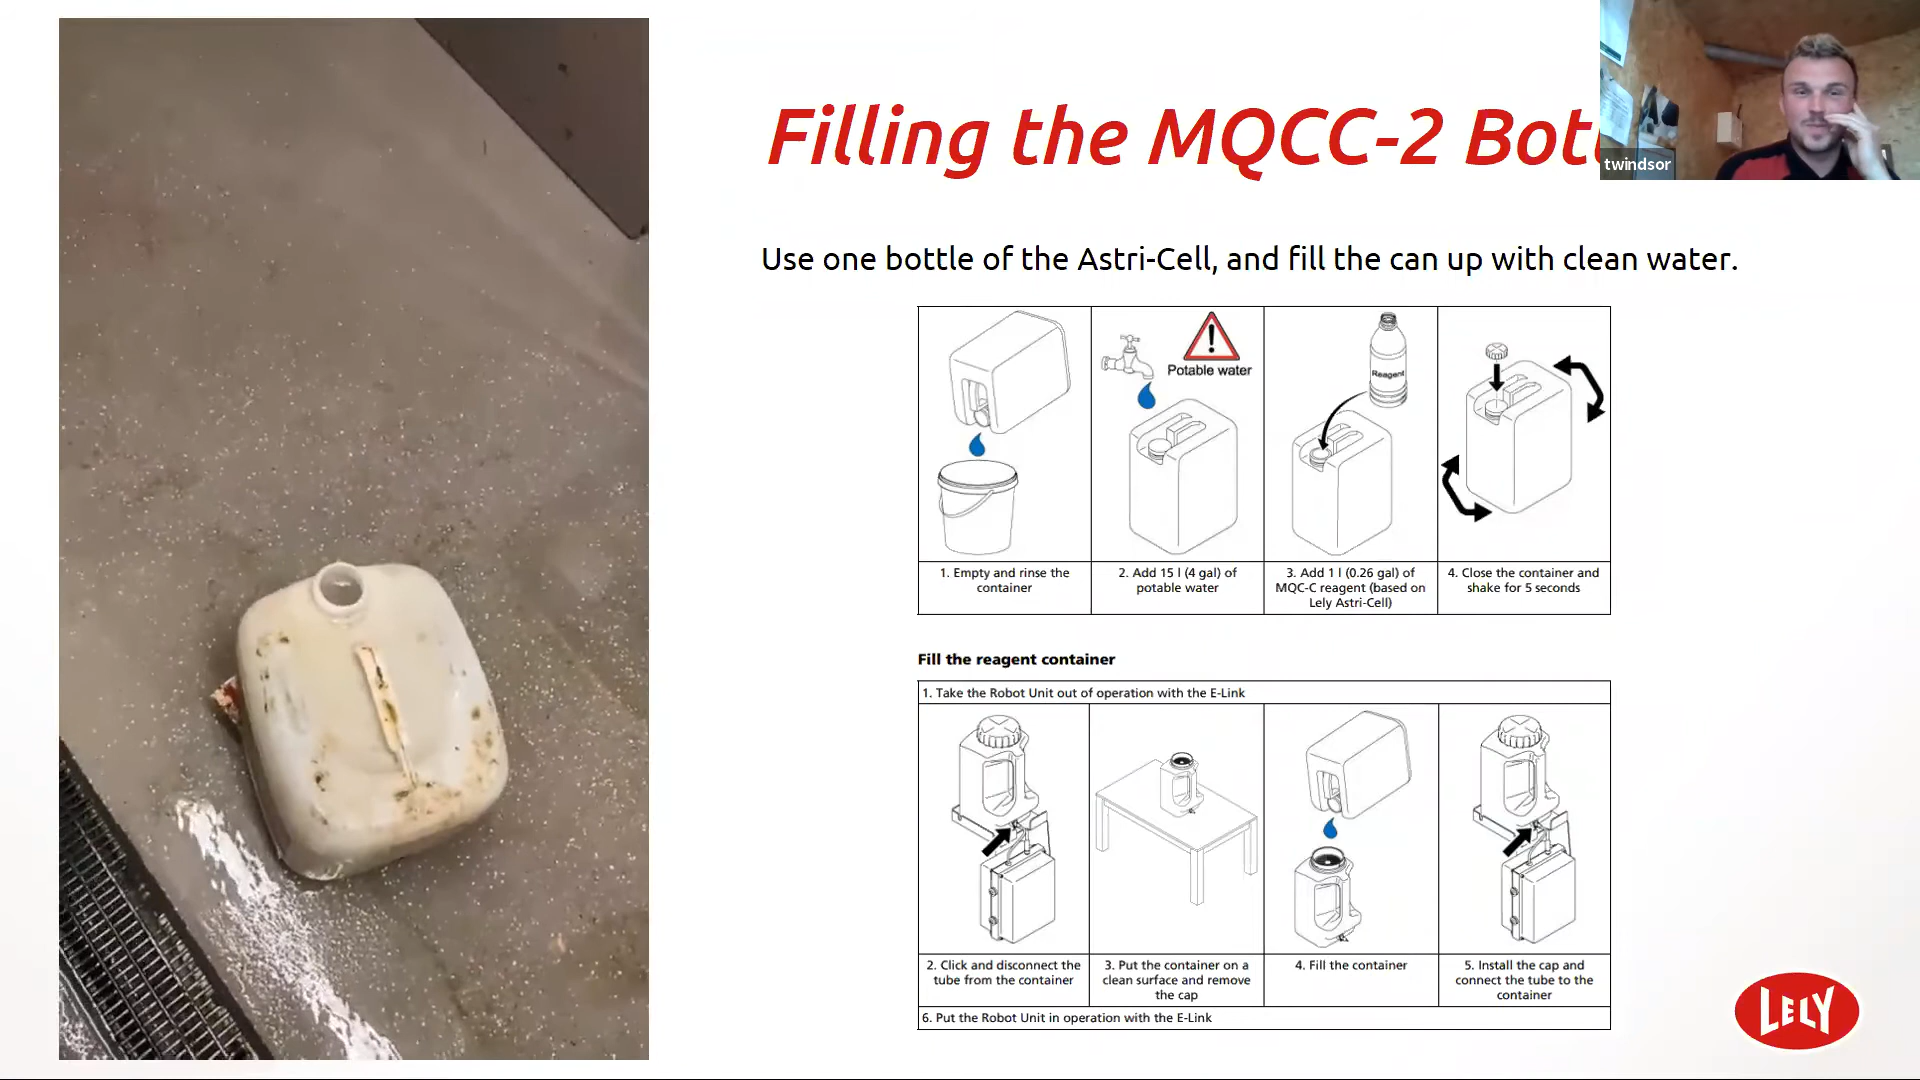 Filling the MQCC-2 Bot
twindsor
Use one bottle of the Astri-Cell, and fill the can up with clean water.
Potable water
Reagent
1. Empty and rinse the
container
2. Add 15 l (4 gal) of
potable water
3. Add 1 l (0.26 gal) of
MQC-C reagent (based on
Lely Astri-Cell)
4. Close the container and
shake for 5 seconds
Fill the reagent container
1. Take the Robot Unit out of operation with the E-Link
2. Click and disconnect the
tube from the container
3. Put the container on a
clean surface and remove
the cap
4. Fill the container
5. Install the cap and
connect the tube to the
container
6. Put the Robot Unit in operation with the E-Link
LELY